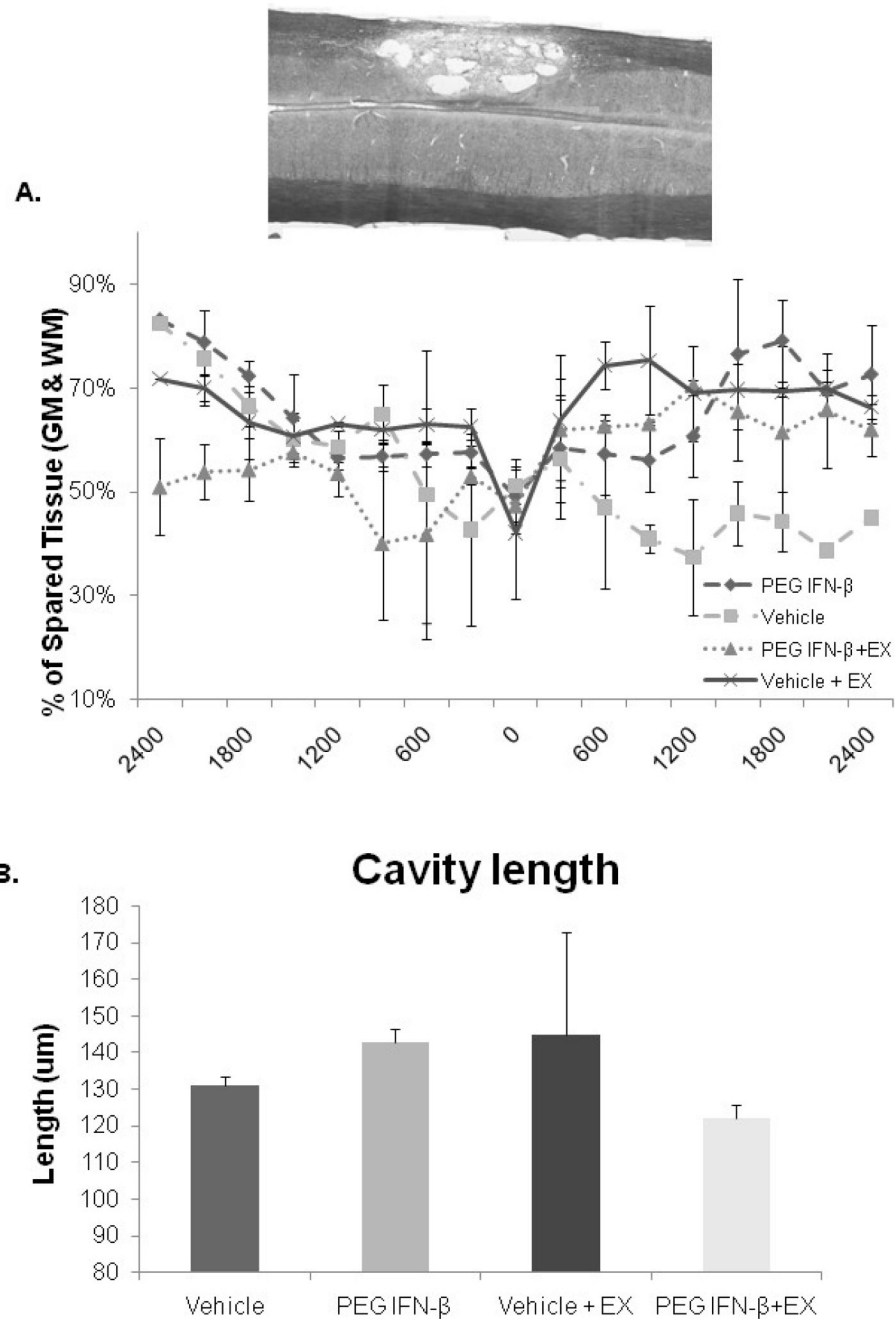 A.
% of Spared Tissue (GM & WM)
90%
70%
50%
30%
10%
PEG IFN-β
Vehicle
PEG IFN-β+EX
Vehicle + EX
2400
1800
1200
600
0
600
1200
1800
2400
B.
Cavity length
Length (um)
180
170
160
150
140
130
120
110
100
90
80
Vehicle
PEG IFN-β
Vehicle + EX
PEG IFN-β+EX